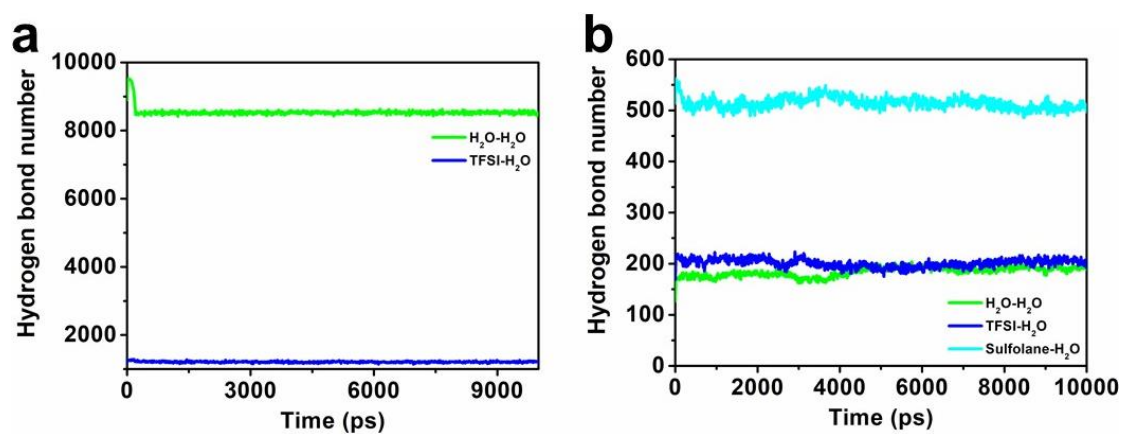 a
Hydrogen bond number
10000
8000
6000
4000
2000
H₂O-H₂O
TFSI-H₂O
0
3000
6000
9000
Time (ps)
b
Hydrogen bond number
600
500
400
300
200
150
100
0
H₂O-H₂O
TFSI-H₂O
Sulfolane-H₂O
0
2000
4000
6000
8000
10000
Time (ps)